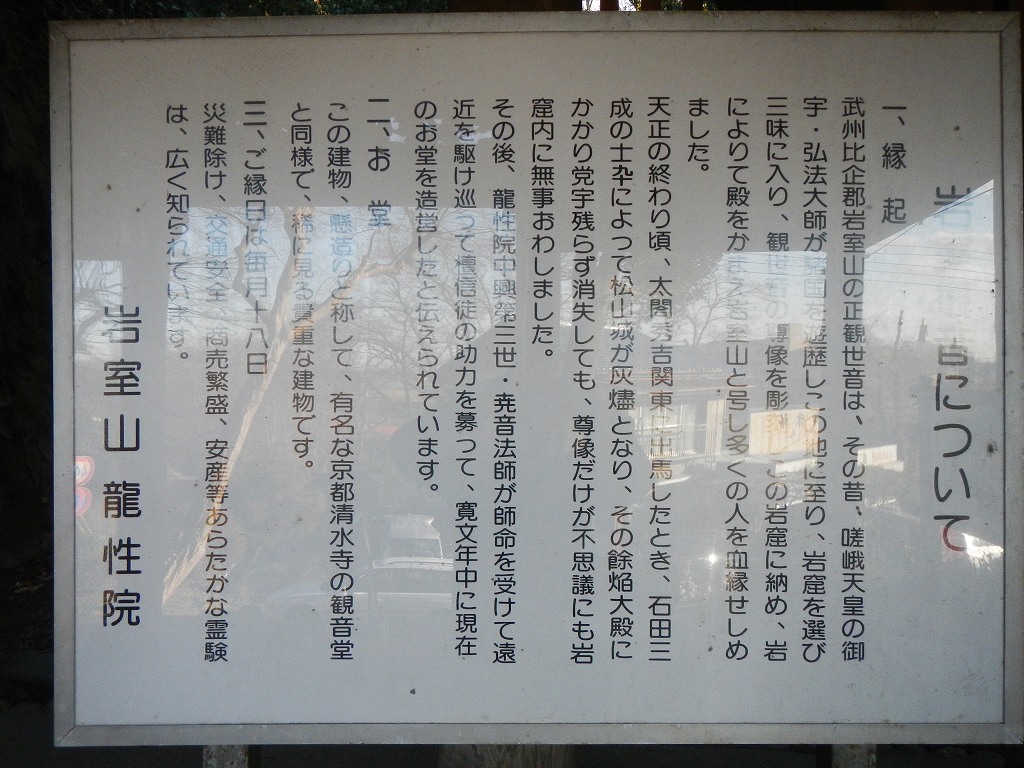 岩音について
一、縁起
武州比企郡岩室山の正観世音は、その昔、嵯峨天皇の御
宇・弘法大師が諸国を遊歴しこの地に至り、岩窟を選び
三味に入り、観世音の尊像を彫刻しこの岩窟に納め、岩
によりて殿をかまえ岩室山と号し多くの人を血縁せしめ
ました。
天正の終わり頃、太閤秀吉関東に出馬したとき、石田三
成の士卒によって松山城が灰燼となり、その餘焔大殿に
かかり党宇残らず消失しても、尊像だけが不思議にも岩
窟内に無事おわしました。
その後、龍性院中興第三世・尭音法師が師命を受けて遠
近を駆け巡って檀信徒の助力を募って、寛文年中に現在
のお堂を造営したと伝えられています。
二、お堂
この建物、懸造りと称して、有名な京都清水寺の観音堂
と同様で、稀に見る貴重な建物です。
三、ご縁日は毎月十八日
災難除け、交通安全、商売繁盛、安産等あらたかな霊験
は、広く知られています。
岩室山龍性院